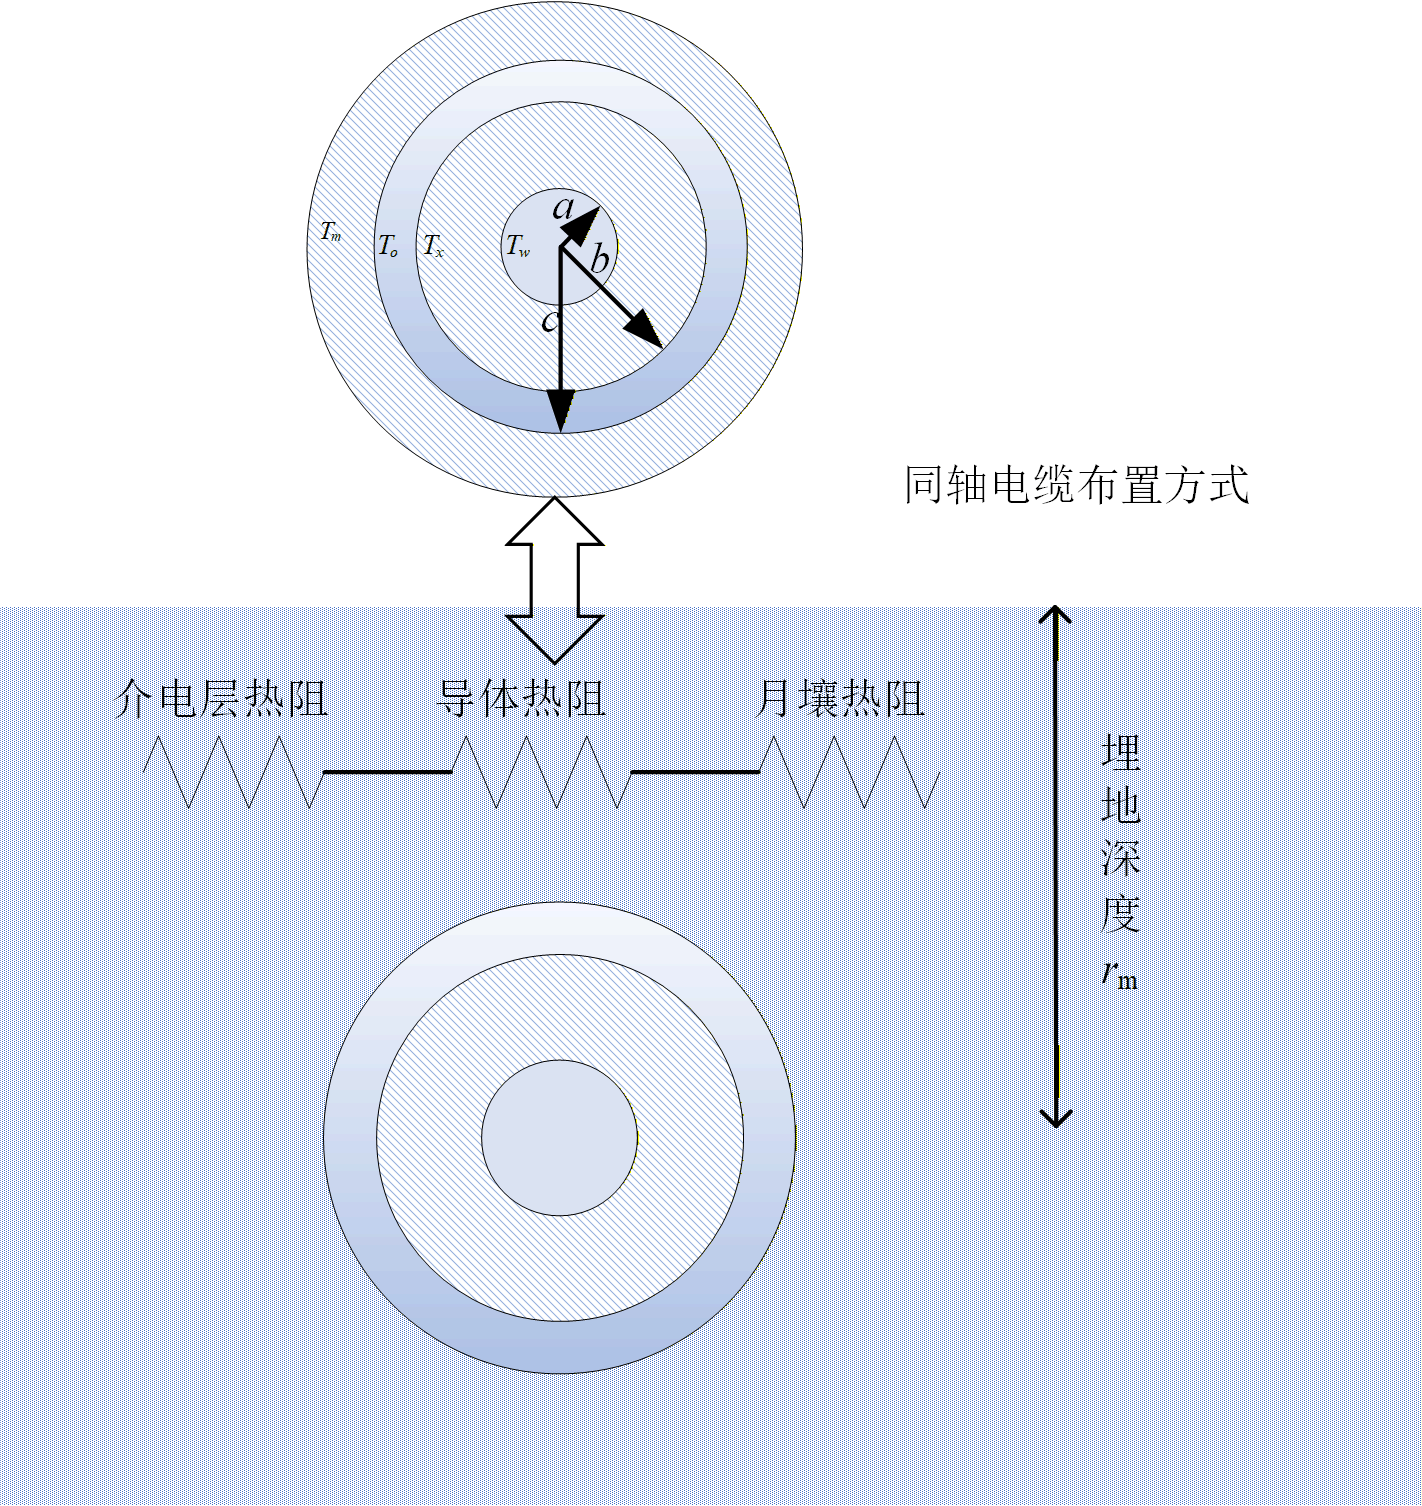 a
T_m
T_o
T_x
T_w
b
c
同轴电缆布置方式
介电层热阻
导体热阻
月壤热阻
埋地深度 r_m